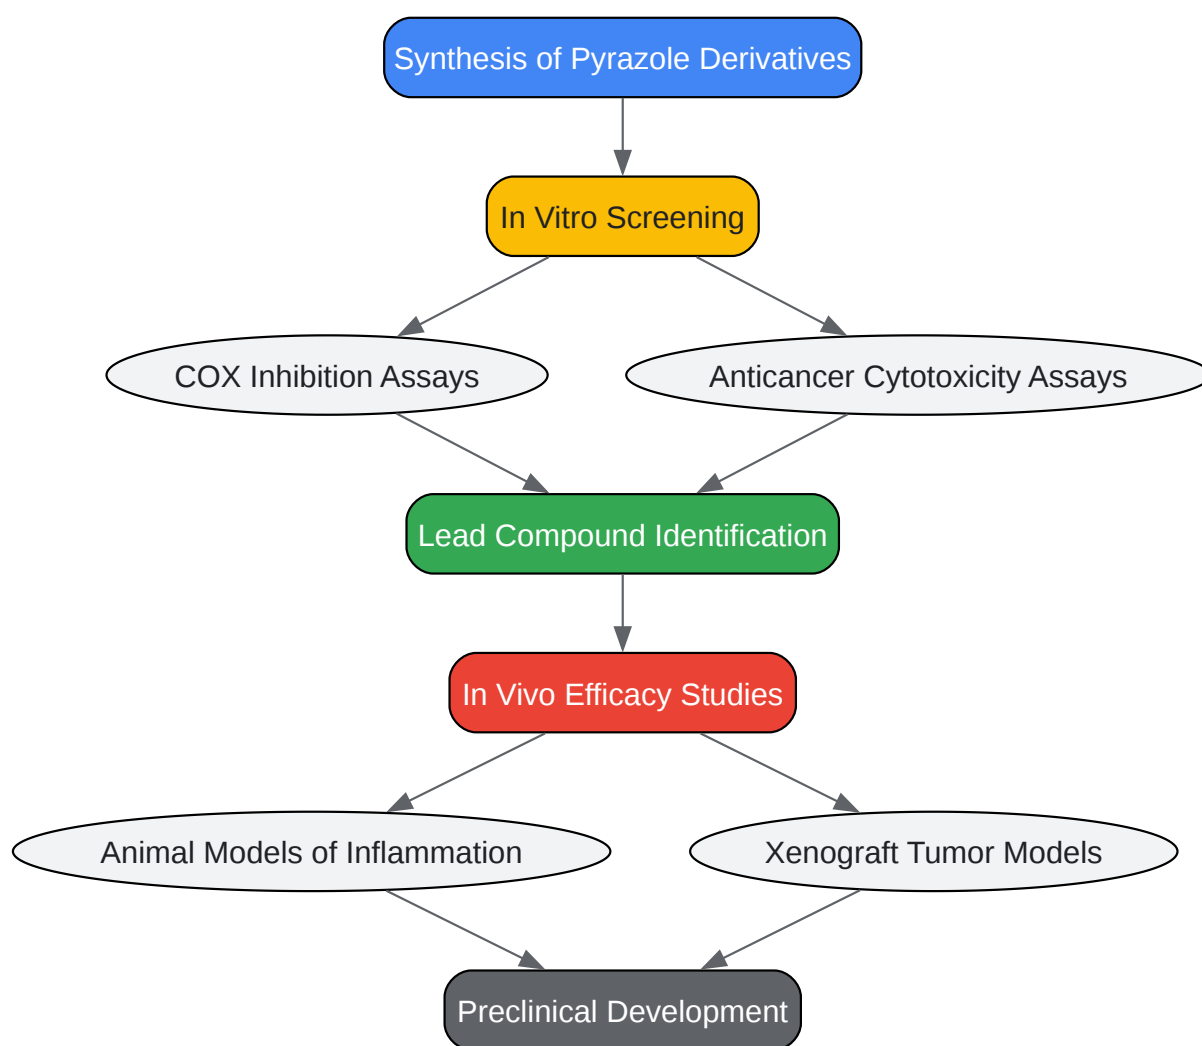 Synthesis of Pyrazole Derivatives
In Vitro Screening
COX Inhibition Assays
Anticancer Cytotoxicity Assays
Lead Compound Identification
In Vivo Efficacy Studies
Animal Models of Inflammation
Xenograft Tumor Models
Preclinical Development